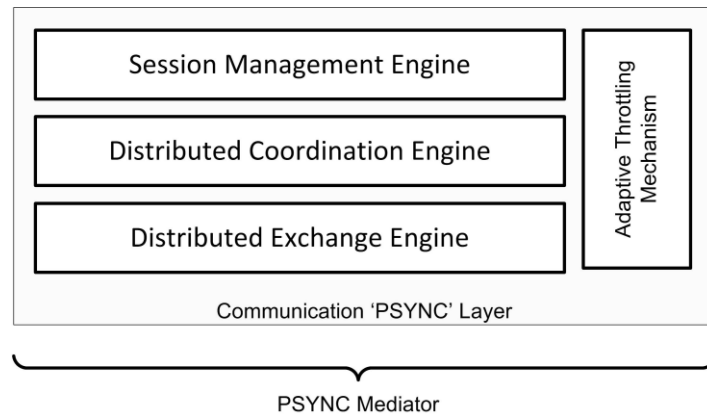 Session Management Engine
Distributed Coordination Engine
Distributed Exchange Engine
Adaptive Throttling
Mechanism
Communication ‘PSYNC’ Layer
PSYNC Mediator